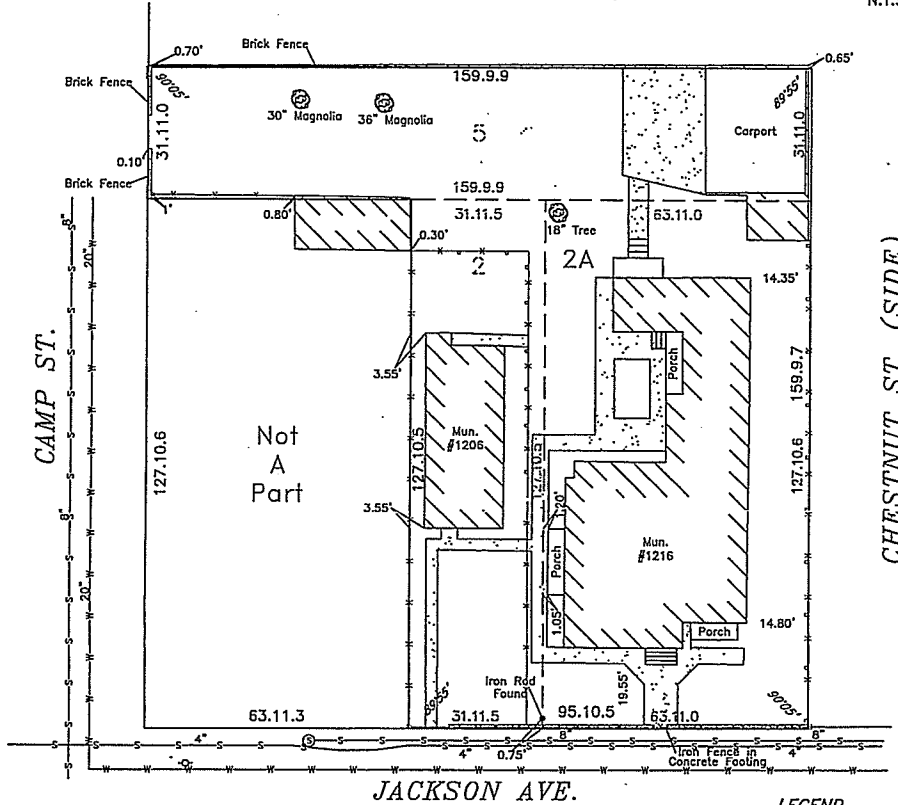 N.T.S
0.70'
Brick Fence
0.65'
159.9.9
Brick Fence
90°05'
89°55'
30" Magnolia
36" Magnolia
5
Carport
31.11.0
31.11.0
0.10'
Brick Fence
159.9.9
1'
0.80'
31.11.5
63.11.0
18" Tree
8"
20"
0.30'
2
2A
14.35'
CHESTNUT ST. (SIDE)
CAMP ST.
3.55'
Porch
159.9.7
Not
A
Part
Mun.
#1206
127.10.6
127.10.5
127.10.5
127.10.6
8"
3.55'
1.20'
Mun.
#1216
Porch
20"
1.05'
14.80'
Porch
Iron Rod
Found
19.55'
89°55'
90°05'
63.11.3
31.11.5
95.10.5
63.11.0
4"
8"
8"
4"
0.75'
Iron Fence in
Concrete Footing
4"
JACKSON AVE.
LEGEND